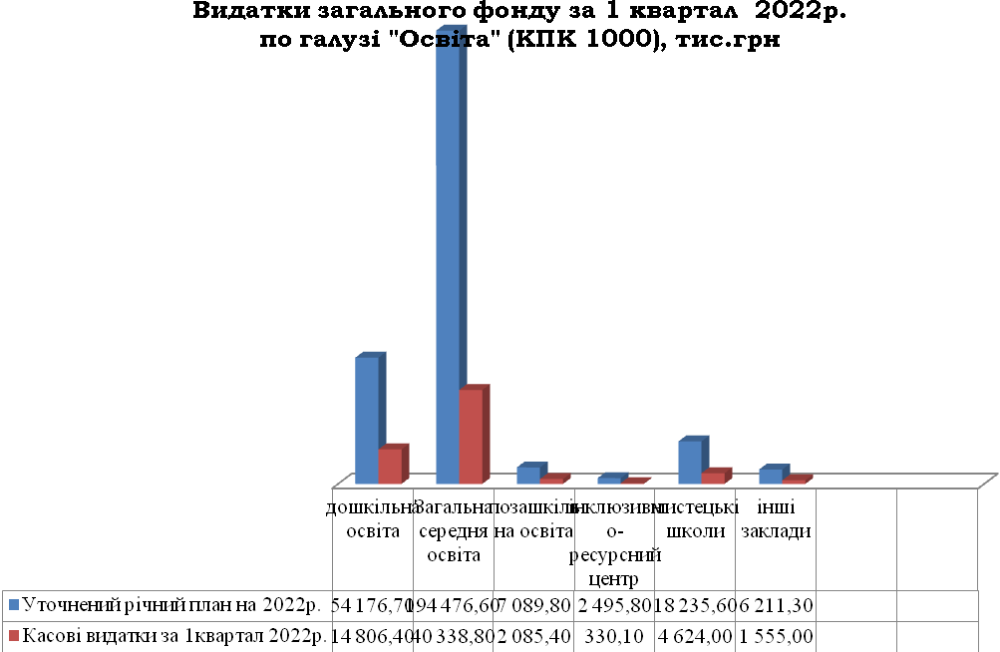 Видатки загального фонду за 1 квартал 2022р.
по галузі "Освіта" (КПК 1000), тис.грн
дошкільна освіта
Загальна середня освіта
позашкільна освіта
інклюзивно-ресурсний центр
мистецькі школи
інші заклади
Уточнений річний план на 2022р. 54 176,70 194 476,60 7 089,80 2 495,80 18 235,60 6 211,30
Касові видатки за 1квартал 2022р. 14 806,40 40 338,80 2 085,40 330,10 4 624,00 1 555,00